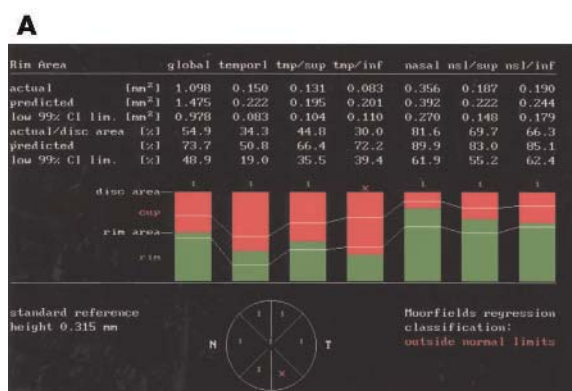 A
Rim Area global temporl tmp/sup tmp/inf nasal nsl/sup nsl/inf
actual [mm²] 1.098 0.150 0.131 0.083 0.356 0.187 0.190
predicted [mm²] 1.475 0.222 0.195 0.201 0.392 0.222 0.244
low 99% CI lim. [mm²] 0.978 0.083 0.104 0.110 0.270 0.148 0.179
actual/disc area [%] 54.9 34.3 44.8 30.0 81.6 69.7 66.3
predicted [%] 73.7 50.8 66.4 72.2 89.9 83.0 85.1
low 99% CI lim. [%] 48.9 19.0 35.5 39.4 61.9 55.2 62.4
disc area
cup
rim area
rim
standard reference
height 0.315 mm
N
T
Moorfields regression
classification:
outside normal limits